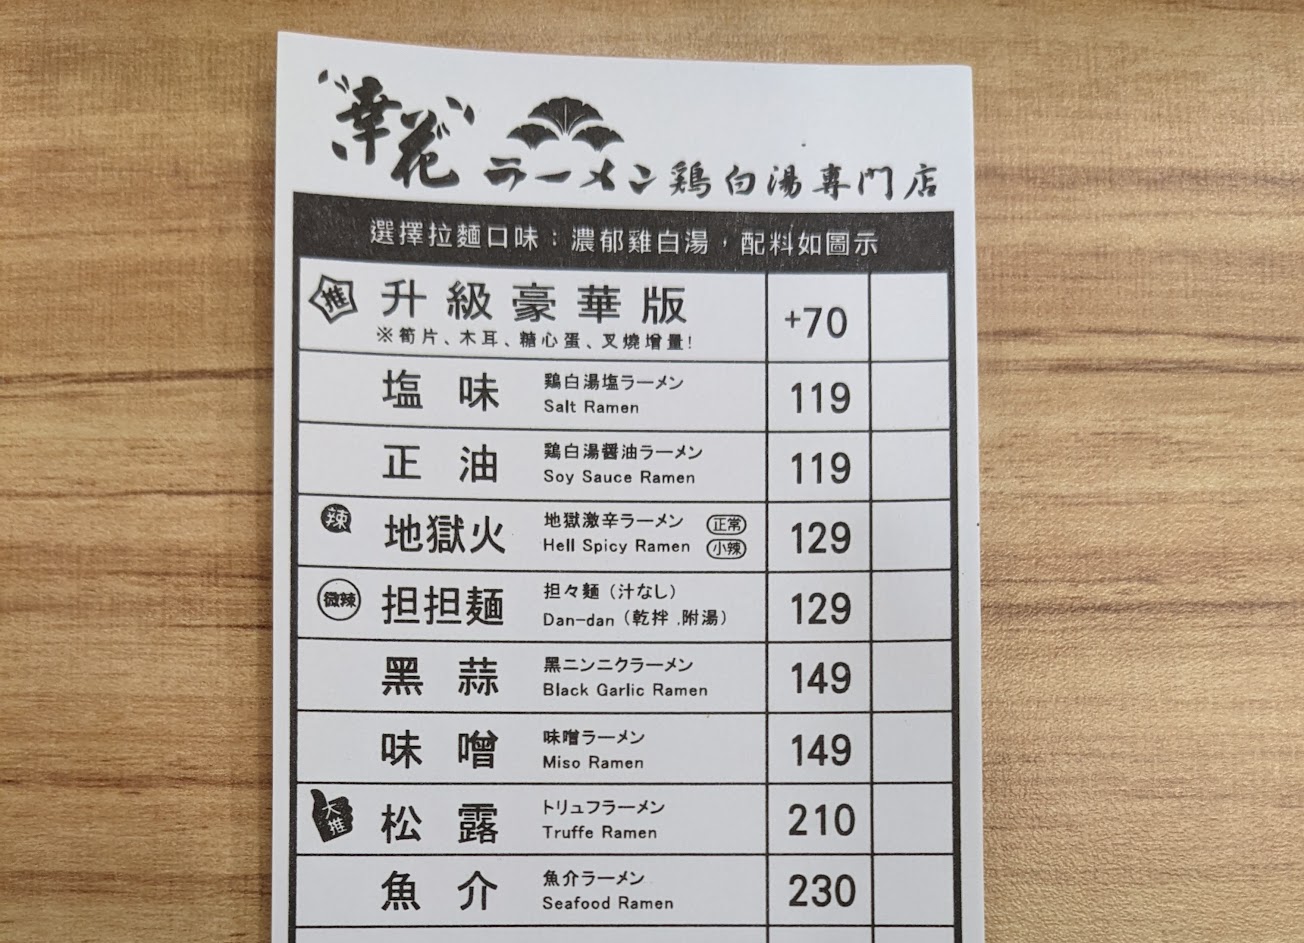 幸花 ラーメン 鶏白湯専門店
選擇拉麵口味：濃郁雞白湯，配料如圖示
推 升級豪華版 +70
※筍片、木耳、糖心蛋、叉燒增量!
塩味 鶏白湯塩ラーメン 119
Salt Ramen
正油 鶏白湯醤油ラーメン 119
Soy Sauce Ramen
辣 地獄火 地獄激辛ラーメン 正常 129
Hell Spicy Ramen 小辣
微辣 担担麵 担々麵（汁なし） 129
Dan-dan（乾拌 .附湯）
黑蒜 黒ニンニクラーメン 149
Black Garlic Ramen
味噌 味噌ラーメン 149
Miso Ramen
大推 松露 トリュフラーメン 210
Truffe Ramen
魚介 魚介ラーメン 230
Seafood Ramen